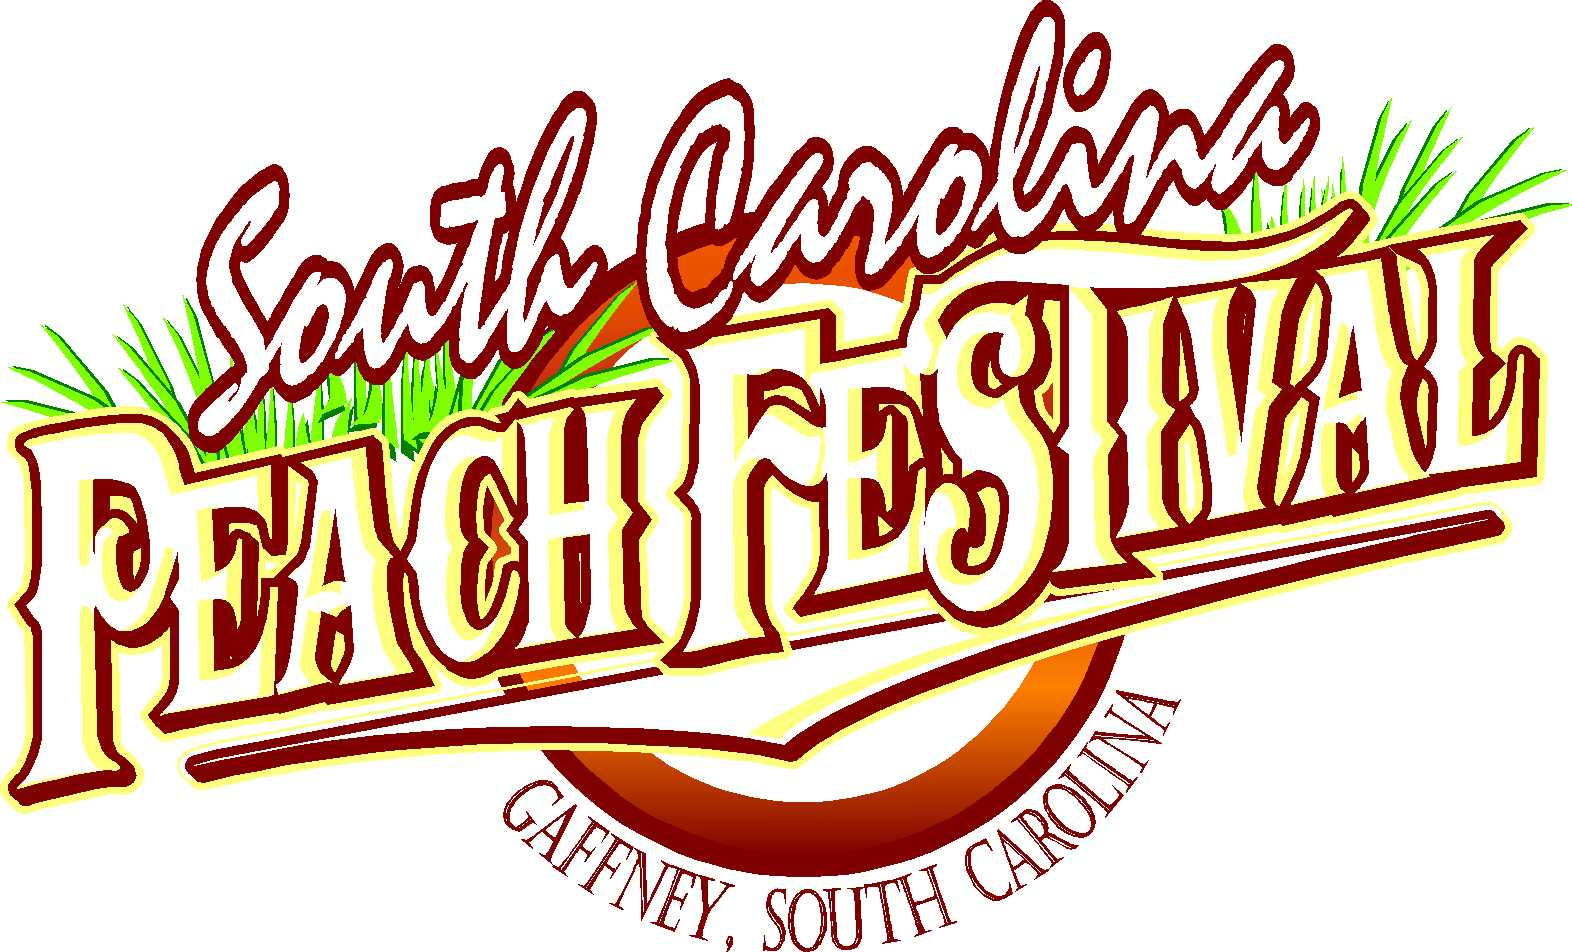 South Carolina
PEACH FESTIVAL
GAFFNEY, SOUTH CAROLINA